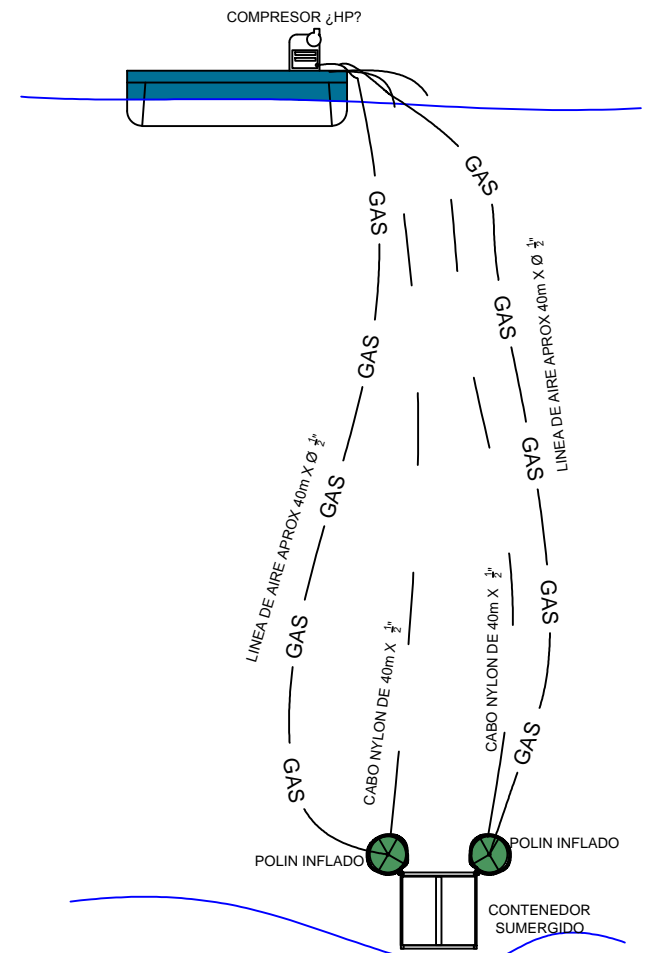 COMPRESOR ¿HP?
GAS
GAS
GAS
GAS
GAS
GAS
GAS
GAS
GAS
GAS
GAS
LINEA DE AIRE APROX 40m X Ø 1/2"
LINEA DE AIRE APROX 40m X Ø 1/2"
CABO NYLON DE 40m X 1/2"
CABO NYLON DE 40m X 1/2"
POLIN INFLADO
POLIN INFLADO
CONTENEDOR
SUMERGIDO